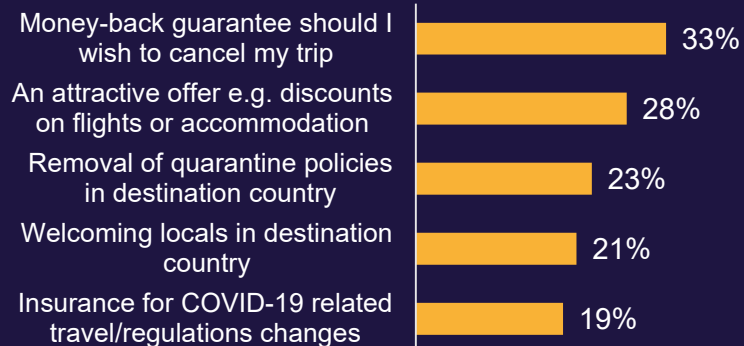 Money-back guarantee should I
wish to cancel my trip
33%
An attractive offer e.g. discounts
on flights or accommodation
28%
Removal of quarantine policies
in destination country
23%
Welcoming locals in destination
country
21%
Insurance for COVID-19 related
travel/regulations changes
19%